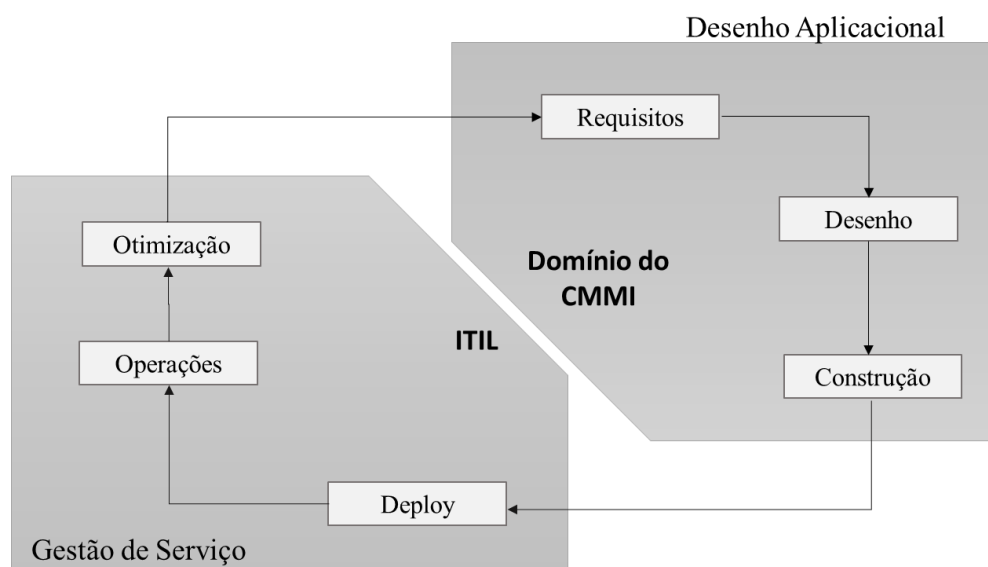 Desenho Aplicacional
Requisitos
Desenho
Domínio do
CMMI
Construção
Otimização
ITIL
Operações
Deploy
Gestão de Serviço